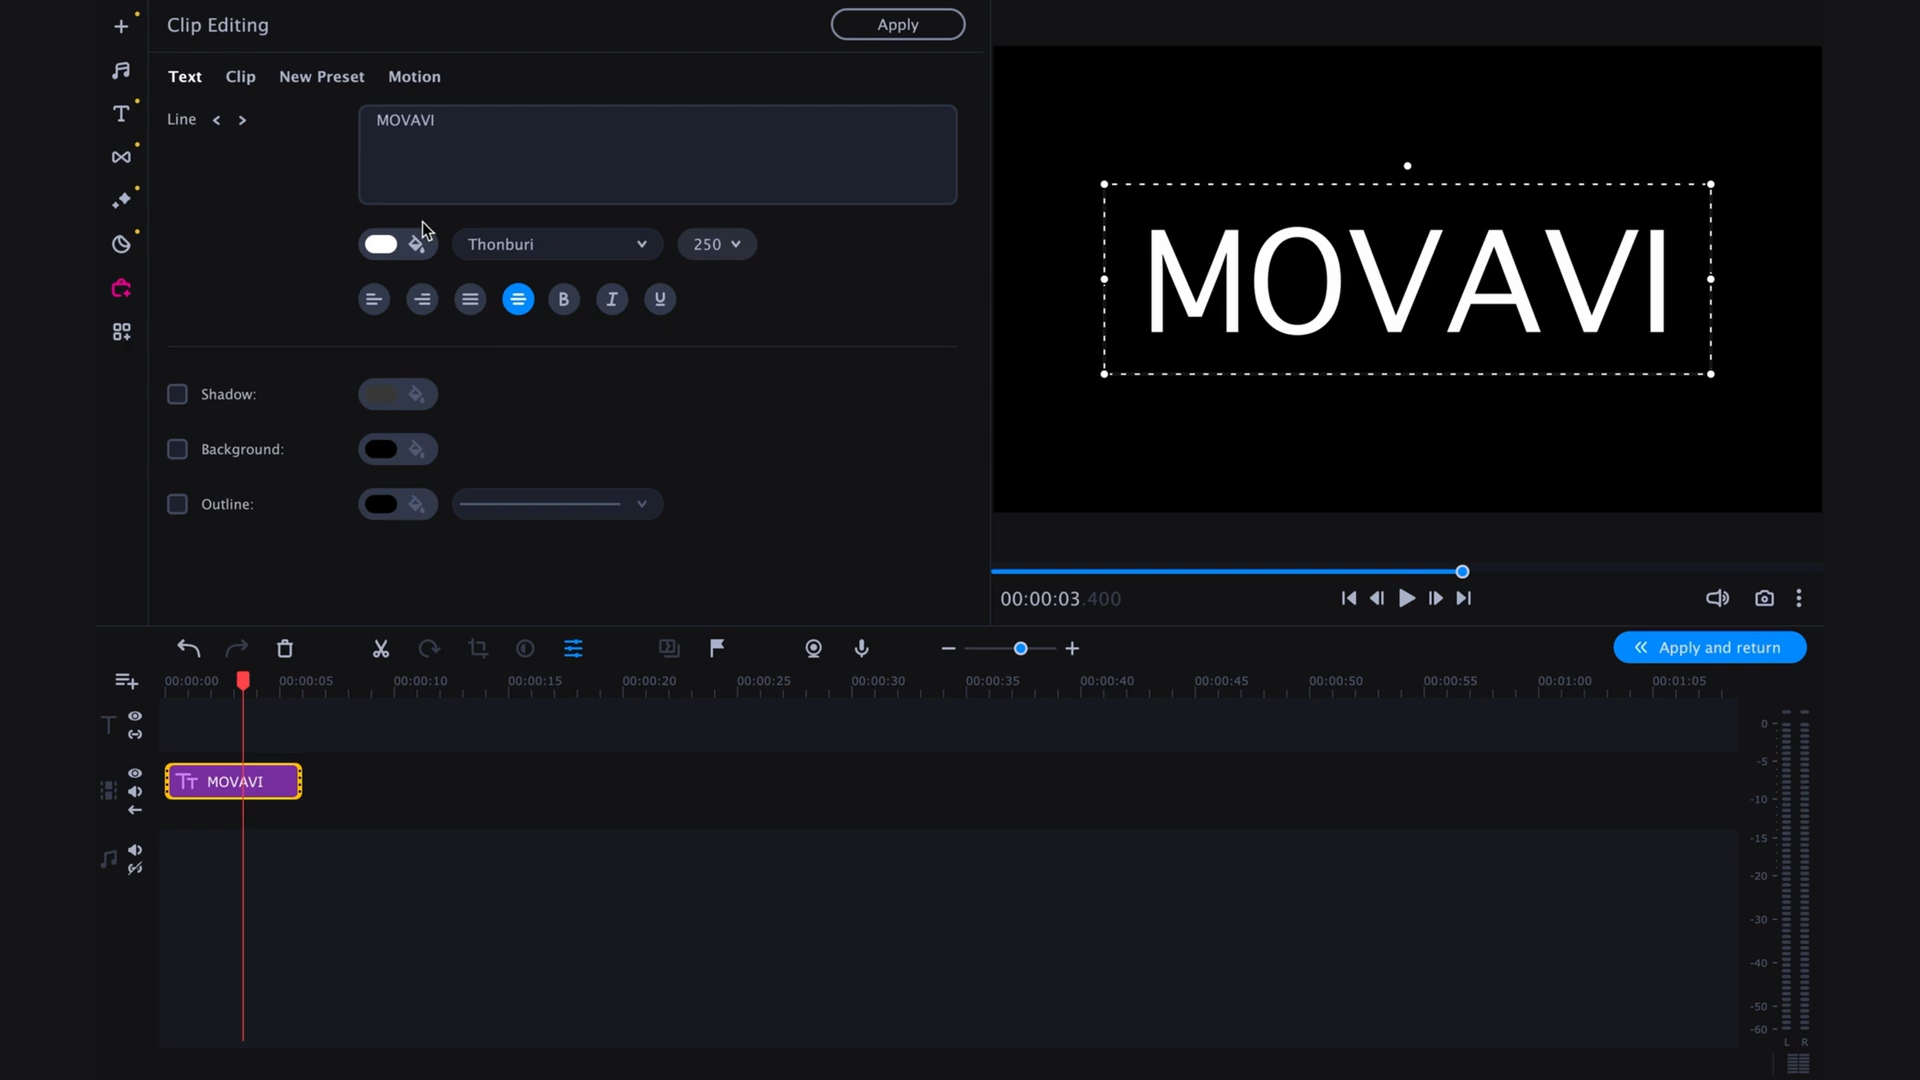 Clip Editing
Apply
Text Clip New Preset Motion
Line < >
MOVAVI
Thonburi
250
B I U
Shadow:
Background:
Outline:
MOVAVI
00:00:03.400
Apply and return
00:00:00 00:00:05 00:00:10 00:00:15 00:00:20 00:00:25 00:00:30 00:00:35 00:00:40 00:00:45 00:00:50 00:00:55 00:01:00 00:01:05
MOVAVI
0
-5
-10
-15
-20
-30
-40
-50
-60
L R